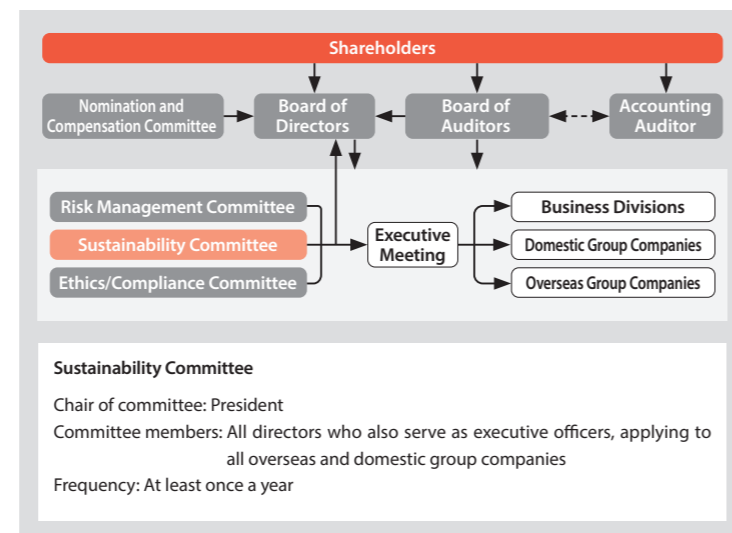 Shareholders
Nomination and
Compensation Committee
Board of
Directors
Board of
Auditors
Accounting
Auditor
Risk Management Committee
Sustainability Committee
Ethics/Compliance Committee
Executive
Meeting
Business Divisions
Domestic Group Companies
Overseas Group Companies
Sustainability Committee
Chair of committee: President
Committee members: All directors who also serve as executive officers, applying to
all overseas and domestic group companies
Frequency: At least once a year